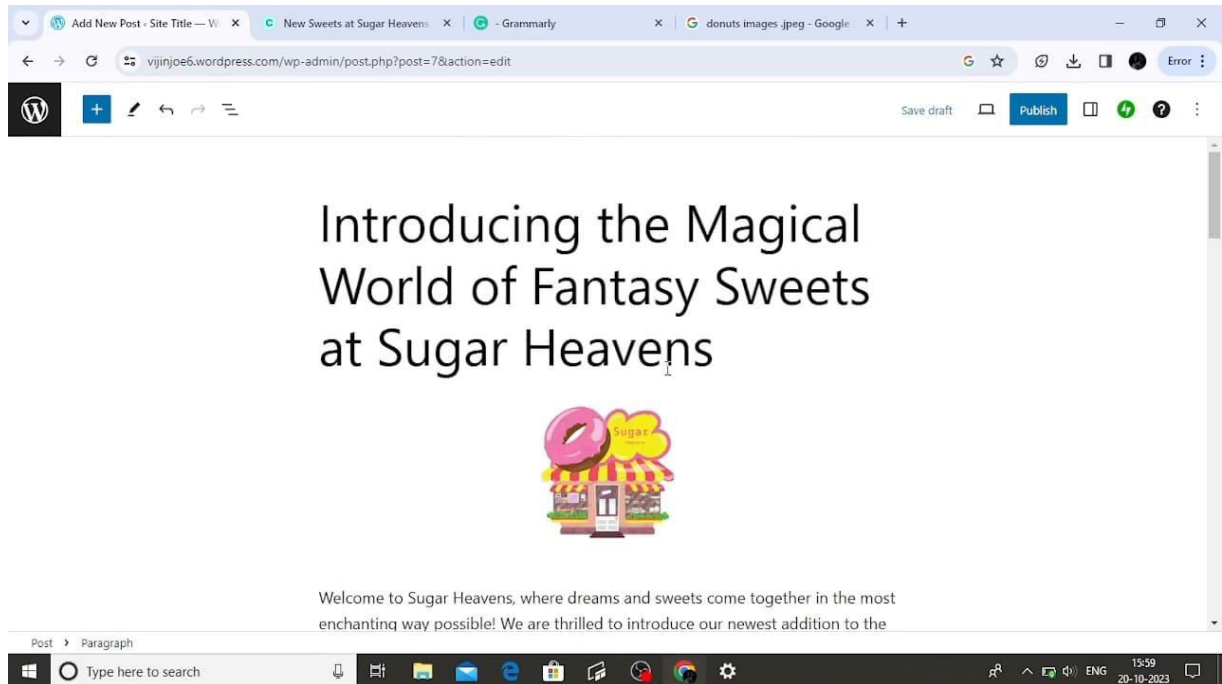 Add New Post ‹ Site Title — W
New Sweets at Sugar Heavens
- Grammarly
donuts images .jpeg - Google
vijinjoe6.wordpress.com/wp-admin/post.php?post=7&action=edit
Error
Save draft
Publish
Introducing the Magical
World of Fantasy Sweets
at Sugar Heavens
Sugar
Welcome to Sugar Heavens, where dreams and sweets come together in the most
enchanting way possible! We are thrilled to introduce our newest addition to the
Post › Paragraph
Type here to search
ENG
15:59
20-10-2023